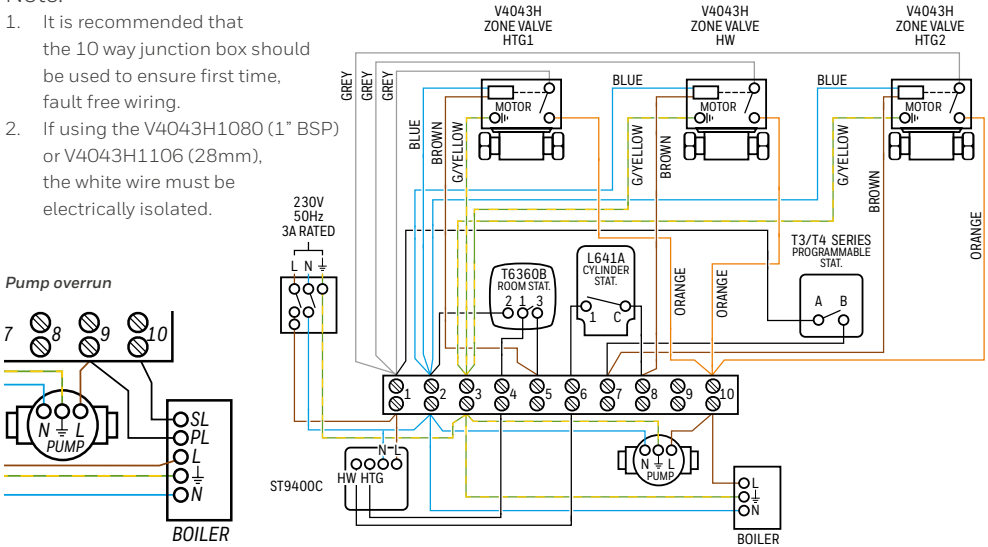 1. It is recommended that
the 10 way junction box should
be used to ensure first time,
fault free wiring.
2. If using the V4043H1080 (1" BSP)
or V4043H1106 (28mm),
the white wire must be
electrically isolated.
Pump overrun
7 8 9 10
N L
PUMP
SL
PL
L
N
BOILER
V4043H
ZONE VALVE
HTG1
V4043H
ZONE VALVE
HW
V4043H
ZONE VALVE
HTG2
GREY
GREY
GREY
BLUE
BROWN
G/YELLOW
MOTOR
BLUE
G/YELLOW
BROWN
MOTOR
BLUE
G/YELLOW
BROWN
MOTOR
ORANGE
ORANGE
ORANGE
230V
50Hz
3A RATED
L N
T6360B
ROOM STAT.
2 1 3
L641A
CYLINDER
STAT.
1 C
T3/T4 SERIES
PROGRAMMABLE
STAT.
A B
1 2 3 4 5 6 7 8 9 10
ST9400C
N L
HW HTG
N L
PUMP
L
N
BOILER